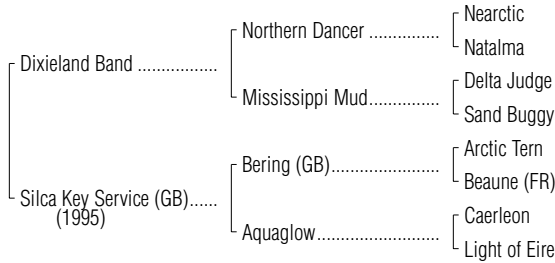 Nearctic
Northern Dancer ...............
Natalma
Dixieland Band .................
Delta Judge
Mississippi Mud...............
Sand Buggy
Arctic Tern
Bering (GB).......................
Beaune (FR)
Silca Key Service (GB)......
(1995)
Caerleon
Aquaglow..........................
Light of Eire